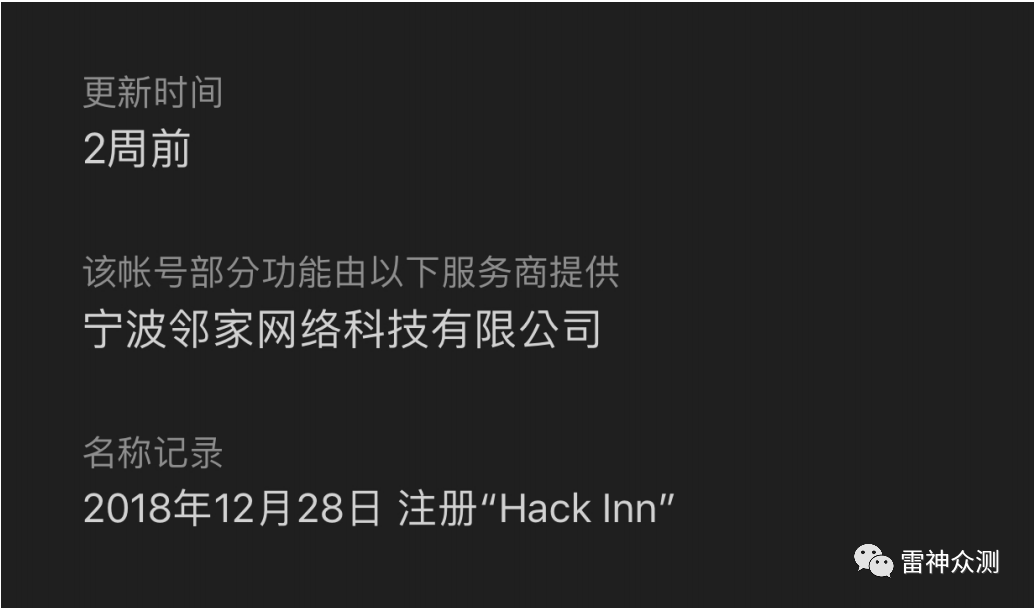 更新时间
2周前
该帐号部分功能由以下服务商提供
宁波邻家网络科技有限公司
名称记录
2018年12月28日 注册“Hack Inn”
雷神众测